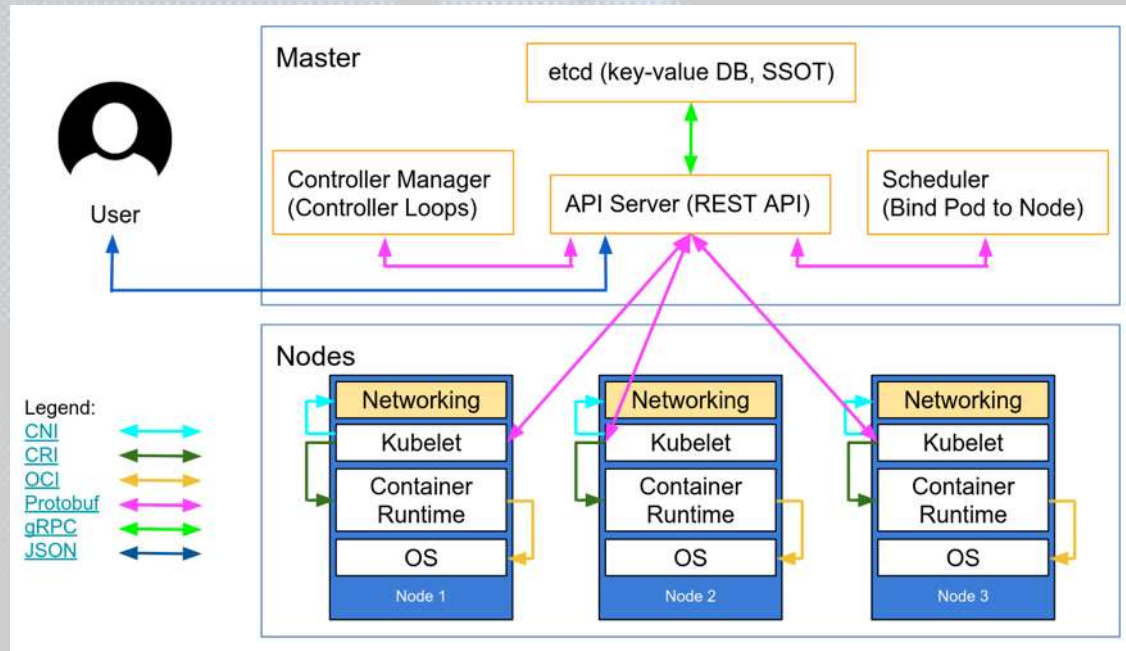 Master
etcd (key-value DB, SSOT)
Controller Manager
(Controller Loops)
API Server (REST API)
Scheduler
(Bind Pod to Node)
User
Nodes
Networking
Kubelet
Container
Runtime
OS
Node 1
Networking
Kubelet
Container
Runtime
OS
Node 2
Networking
Kubelet
Container
Runtime
OS
Node 3
Legend:
CNI
CRI
OCI
Protobuf
gRPC
JSON